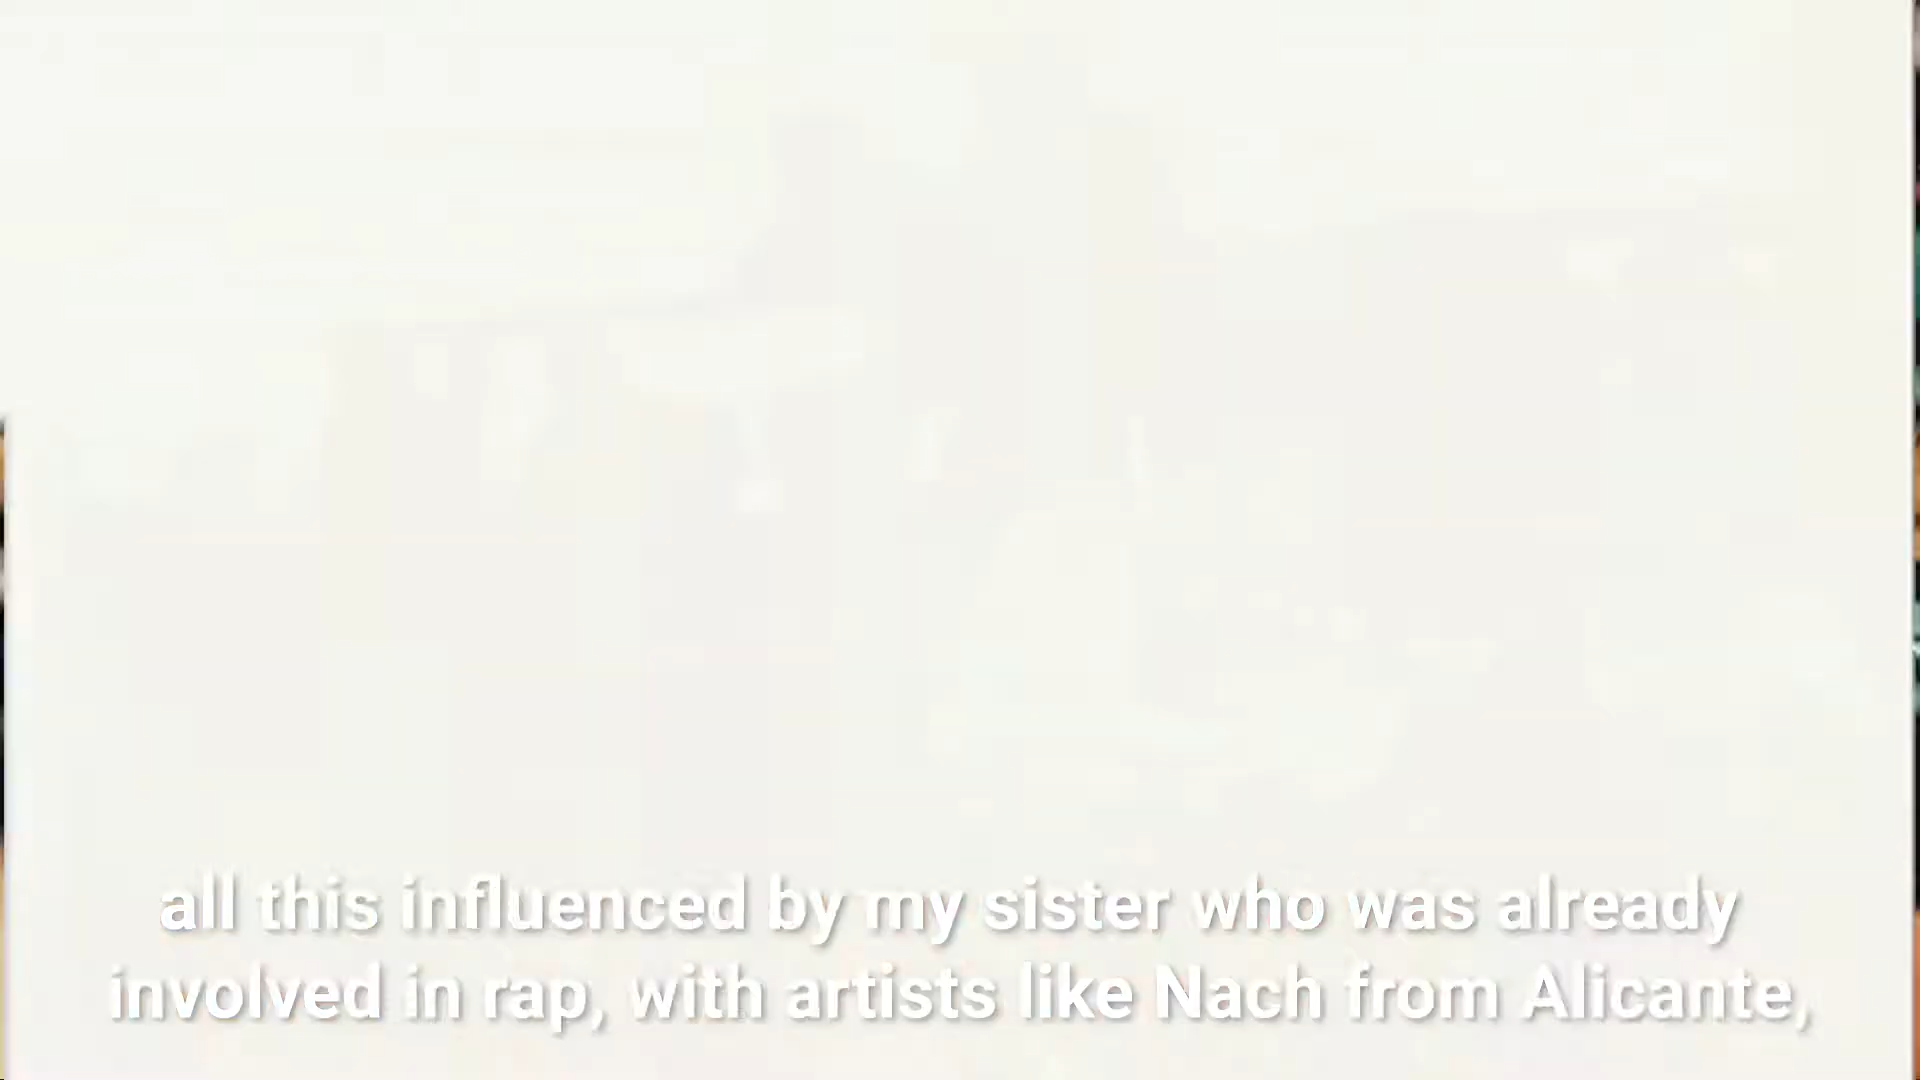 all this influenced by my sister who was already
involved in rap, with artists like Nach from Alicante,